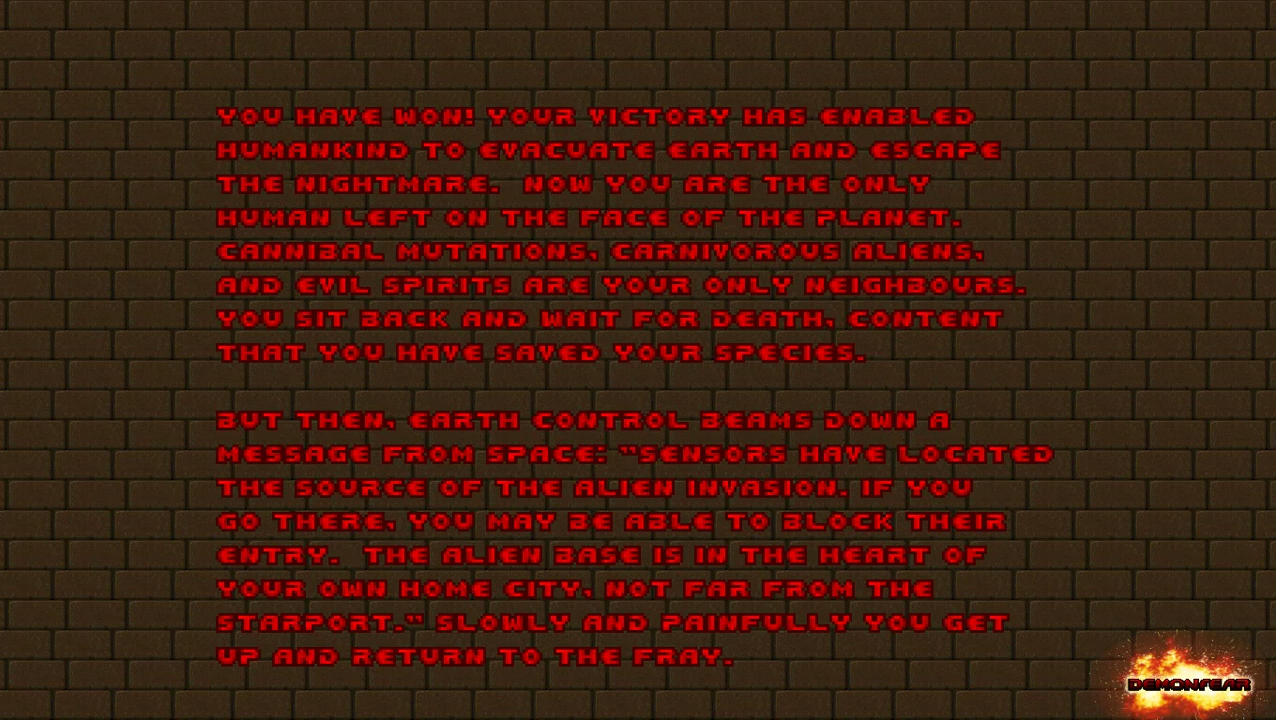 YOU HAVE WON! YOUR VICTORY HAS ENABLED
HUMANKIND TO EVACUATE EARTH AND ESCAPE
THE NIGHTMARE.  NOW YOU ARE THE ONLY
HUMAN LEFT ON THE FACE OF THE PLANET.
CANNIBAL MUTATIONS, CARNIVOROUS ALIENS,
AND EVIL SPIRITS ARE YOUR ONLY NEIGHBOURS.
YOU SIT BACK AND WAIT FOR DEATH, CONTENT
THAT YOU HAVE SAVED YOUR SPECIES.

BUT THEN, EARTH CONTROL BEAMS DOWN A
MESSAGE FROM SPACE: "SENSORS HAVE LOCATED
THE SOURCE OF THE ALIEN INVASION. IF YOU
GO THERE, YOU MAY BE ABLE TO BLOCK THEIR
ENTRY.  THE ALIEN BASE IS IN THE HEART OF
YOUR OWN HOME CITY, NOT FAR FROM THE
STARPORT." SLOWLY AND PAINFULLY YOU GET
UP AND RETURN TO THE FRAY.
DEMONFEAR